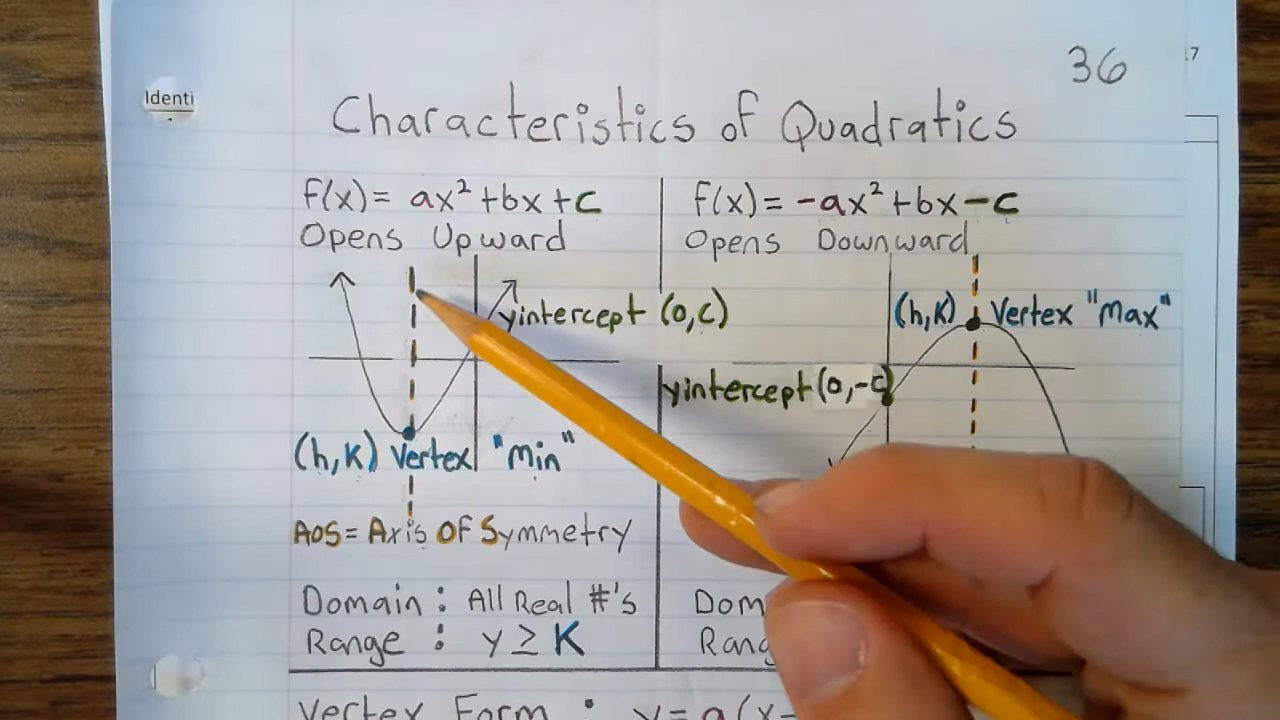 36
17
Identi
Characteristics of Quadratics
f(x) = ax² + bx + c
Opens Upward
yintercept (0,c)
(h,K) Vertex "min"
AOS = Axis Of Symmetry
Domain : All Real #'s
Range : y ≥ K
f(x) = -ax² + bx - c
Opens Downward
(h,K) Vertex "Max"
yintercept (0,-c)
Dom
Rang
Vertex Form : y = a(x-